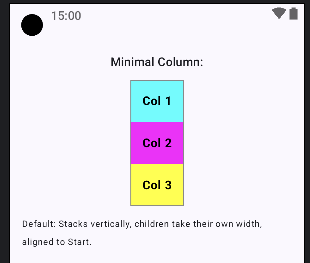 15:00
Minimal Column:
Col 1
Col 2
Col 3
Default: Stacks vertically, children take their own width,
aligned to Start.